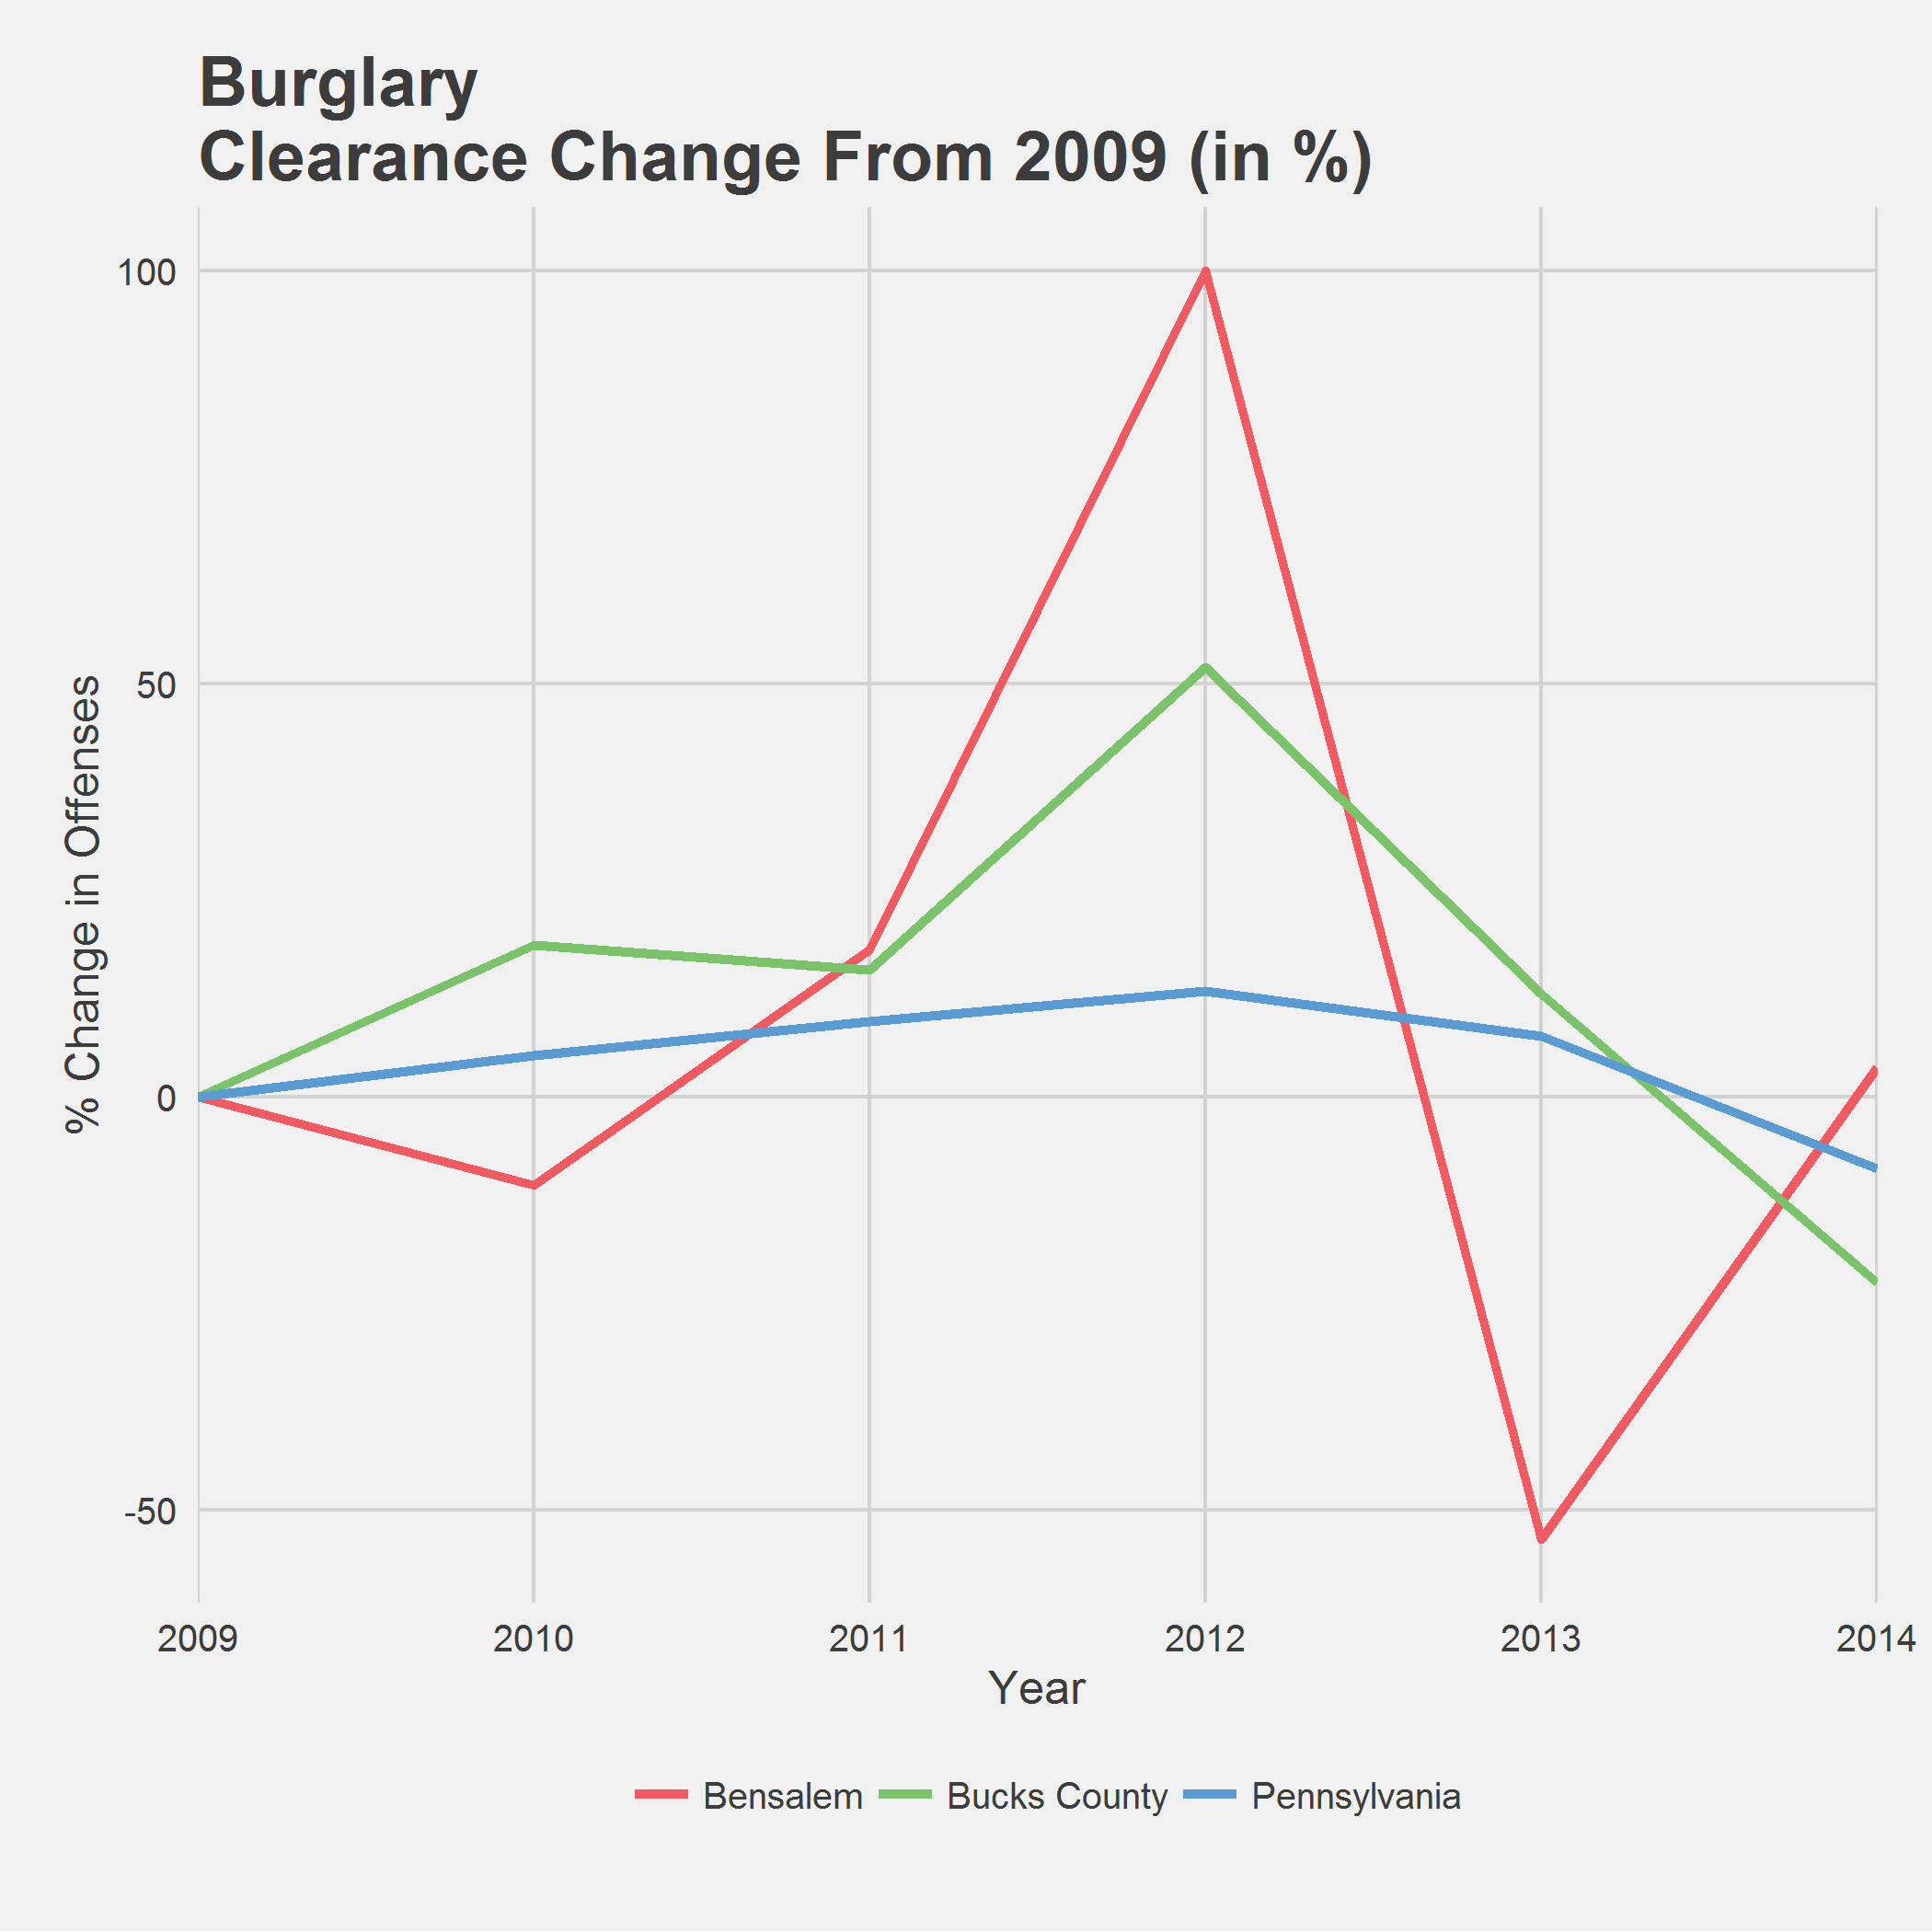 Burglary
Clearance Change From 2009 (in %)
% Change in Offenses
100
50
0
-50
2009 2010 2011 2012 2013 2014
Year
Bensalem Bucks County Pennsylvania